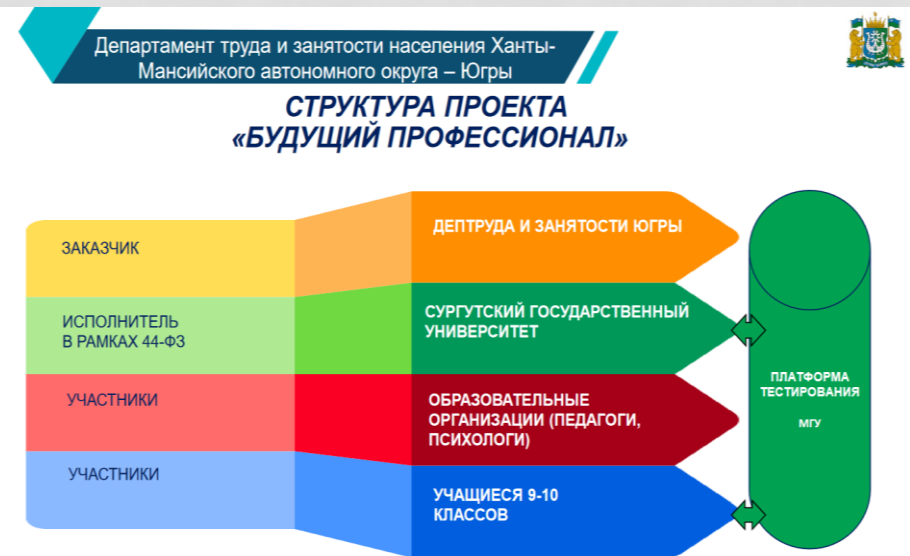 Департамент труда и занятости населения Ханты-
Мансийского автономного округа – Югры
СТРУКТУРА ПРОЕКТА
«БУДУЩИЙ ПРОФЕССИОНАЛ»
ЗАКАЗЧИК
ДЕПТРУДА И ЗАНЯТОСТИ ЮГРЫ
ИСПОЛНИТЕЛЬ
В РАМКАХ 44-ФЗ
СУРГУТСКИЙ ГОСУДАРСТВЕННЫЙ
УНИВЕРСИТЕТ
УЧАСТНИКИ
ОБРАЗОВАТЕЛЬНЫЕ
ОРГАНИЗАЦИИ (ПЕДАГОГИ,
ПСИХОЛОГИ)
УЧАСТНИКИ
УЧАЩИЕСЯ 9-10
КЛАССОВ
ПЛАТФОРМА
ТЕСТИРОВАНИЯ
МГУ